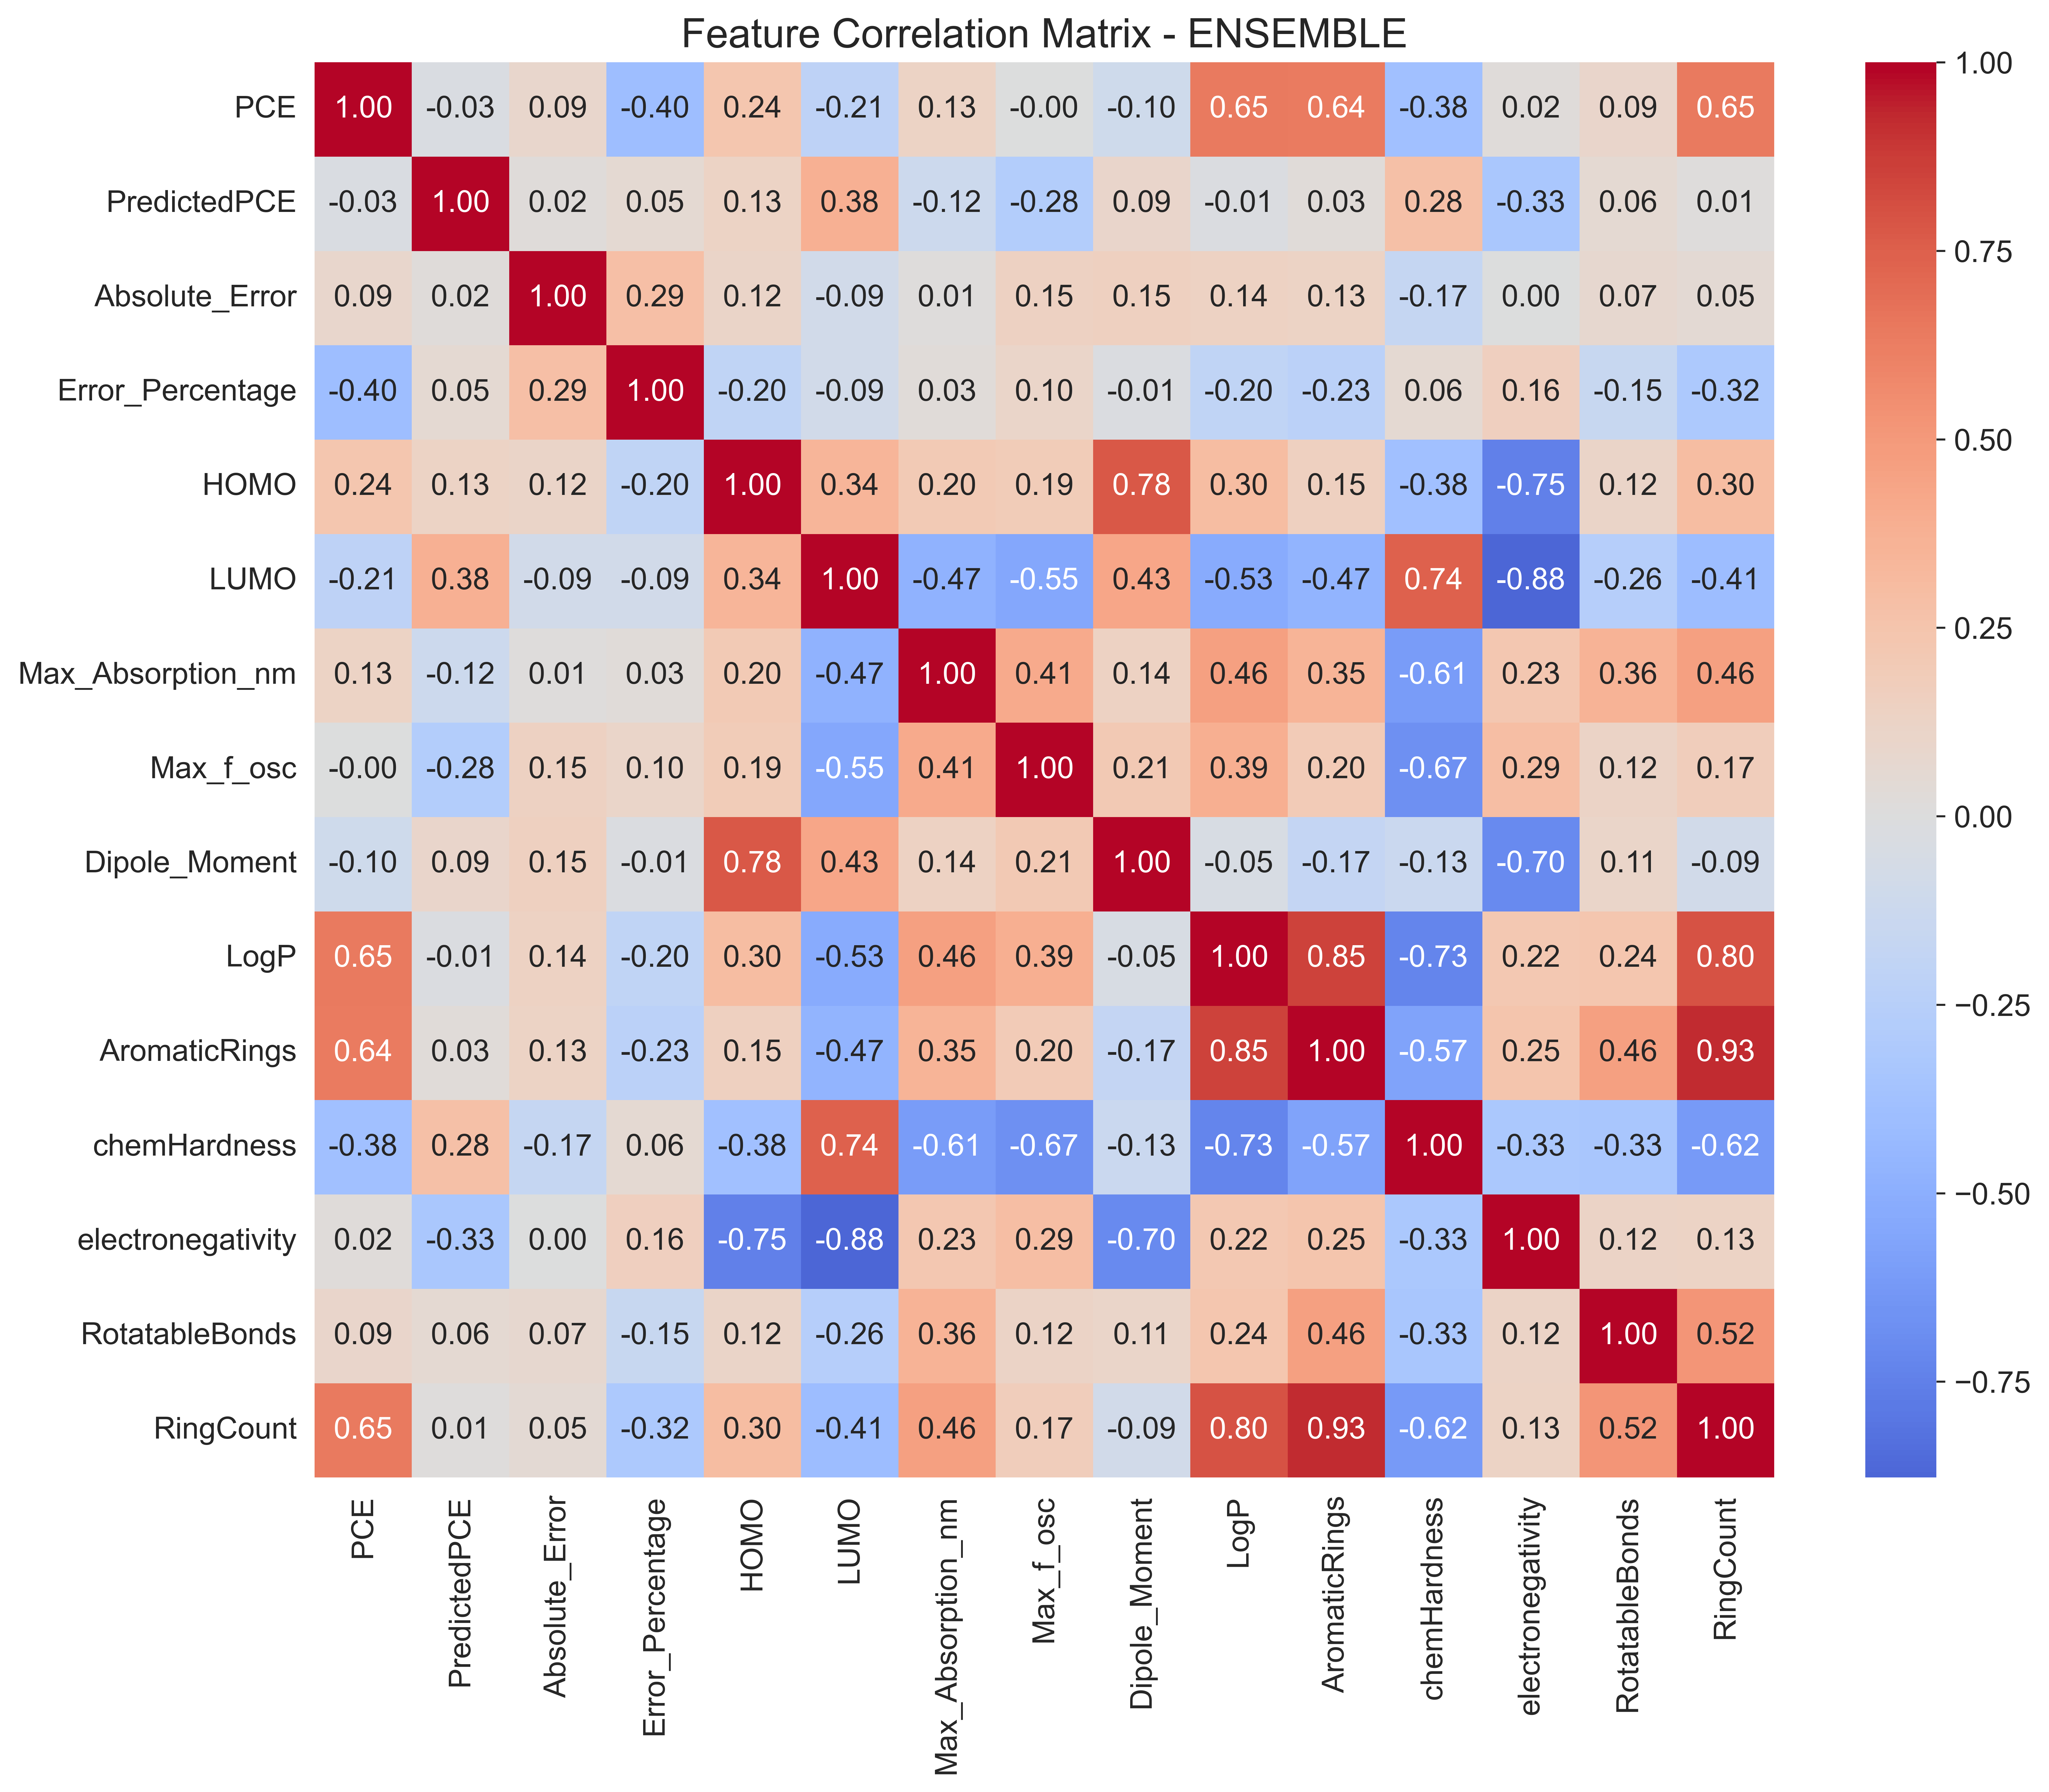 Feature Correlation Matrix - ENSEMBLE
PCE 1.00 -0.03 0.09 -0.40 0.24 -0.21 0.13 -0.00 -0.10 0.65 0.64 -0.38 0.02 0.09 0.65
PredictedPCE -0.03 1.00 0.02 0.05 0.13 0.38 -0.12 -0.28 0.09 -0.01 0.03 0.28 -0.33 0.06 0.01
Absolute_Error 0.09 0.02 1.00 0.29 0.12 -0.09 0.01 0.15 0.15 0.14 0.13 -0.17 0.00 0.07 0.05
Error_Percentage -0.40 0.05 0.29 1.00 -0.20 -0.09 0.03 0.10 -0.01 -0.20 -0.23 0.06 0.16 -0.15 -0.32
HOMO 0.24 0.13 0.12 -0.20 1.00 0.34 0.20 0.19 0.78 0.30 0.15 -0.38 -0.75 0.12 0.30
LUMO -0.21 0.38 -0.09 -0.09 0.34 1.00 -0.47 -0.55 0.43 -0.53 -0.47 0.74 -0.88 -0.26 -0.41
Max_Absorption_nm 0.13 -0.12 0.01 0.03 0.20 -0.47 1.00 0.41 0.14 0.46 0.35 -0.61 0.23 0.36 0.46
Max_f_osc -0.00 -0.28 0.15 0.10 0.19 -0.55 0.41 1.00 0.21 0.39 0.20 -0.67 0.29 0.12 0.17
Dipole_Moment -0.10 0.09 0.15 -0.01 0.78 0.43 0.14 0.21 1.00 -0.05 -0.17 -0.13 -0.70 0.11 -0.09
LogP 0.65 -0.01 0.14 -0.20 0.30 -0.53 0.46 0.39 -0.05 1.00 0.85 -0.73 0.22 0.24 0.80
AromaticRings 0.64 0.03 0.13 -0.23 0.15 -0.47 0.35 0.20 -0.17 0.85 1.00 -0.57 0.25 0.46 0.93
chemHardness -0.38 0.28 -0.17 0.06 -0.38 0.74 -0.61 -0.67 -0.13 -0.73 -0.57 1.00 -0.33 -0.33 -0.62
electronegativity 0.02 -0.33 0.00 0.16 -0.75 -0.88 0.23 0.29 -0.70 0.22 0.25 -0.33 1.00 0.12 0.13
RotatableBonds 0.09 0.06 0.07 -0.15 0.12 -0.26 0.36 0.12 0.11 0.24 0.46 -0.33 0.12 1.00 0.52
RingCount 0.65 0.01 0.05 -0.32 0.30 -0.41 0.46 0.17 -0.09 0.80 0.93 -0.62 0.13 0.52 1.00
PCE
PredictedPCE
Absolute_Error
Error_Percentage
HOMO
LUMO
Max_Absorption_nm
Max_f_osc
Dipole_Moment
LogP
AromaticRings
chemHardness
electronegativity
RotatableBonds
RingCount
1.00
0.75
0.50
0.25
0.00
−0.25
−0.50
−0.75